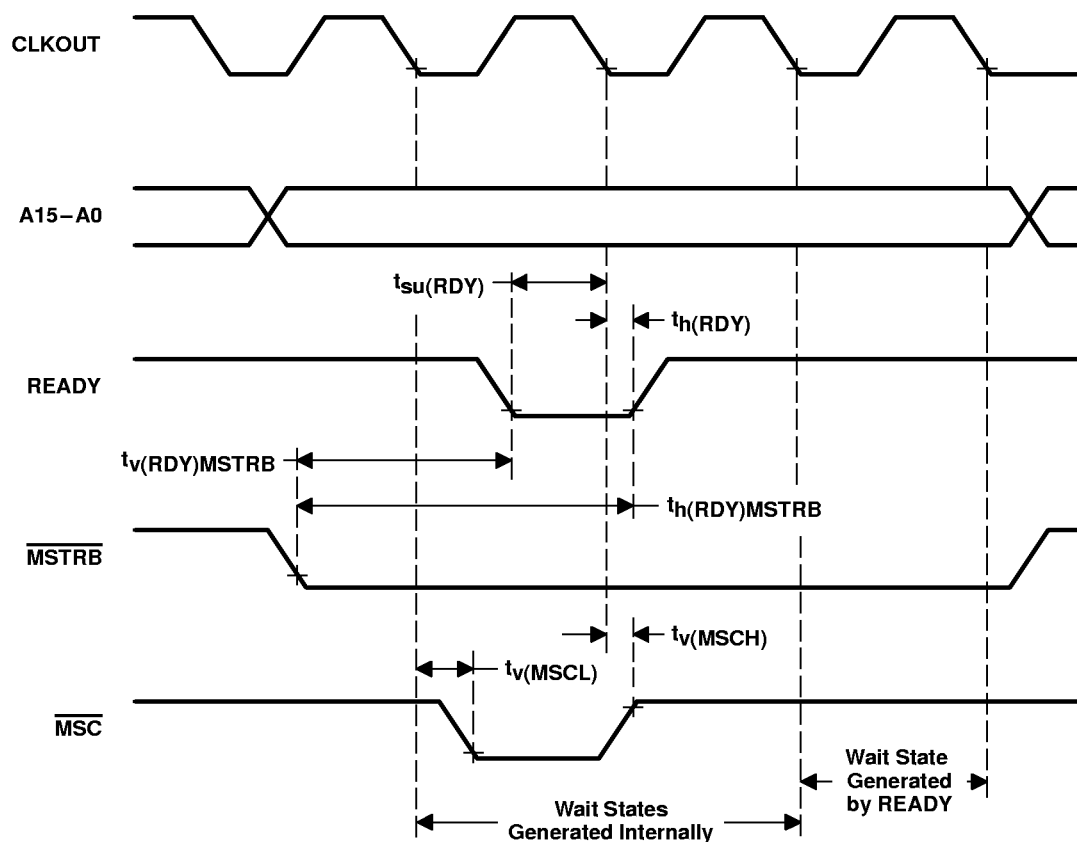 CLKOUT
A15–A0
tsu(RDY)
th(RDY)
READY
tv(RDY)MSTRB
th(RDY)MSTRB
MSTRB
tv(MSCH)
tv(MSCL)
MSC
Wait State
Generated
by READY
Wait States
Generated Internally